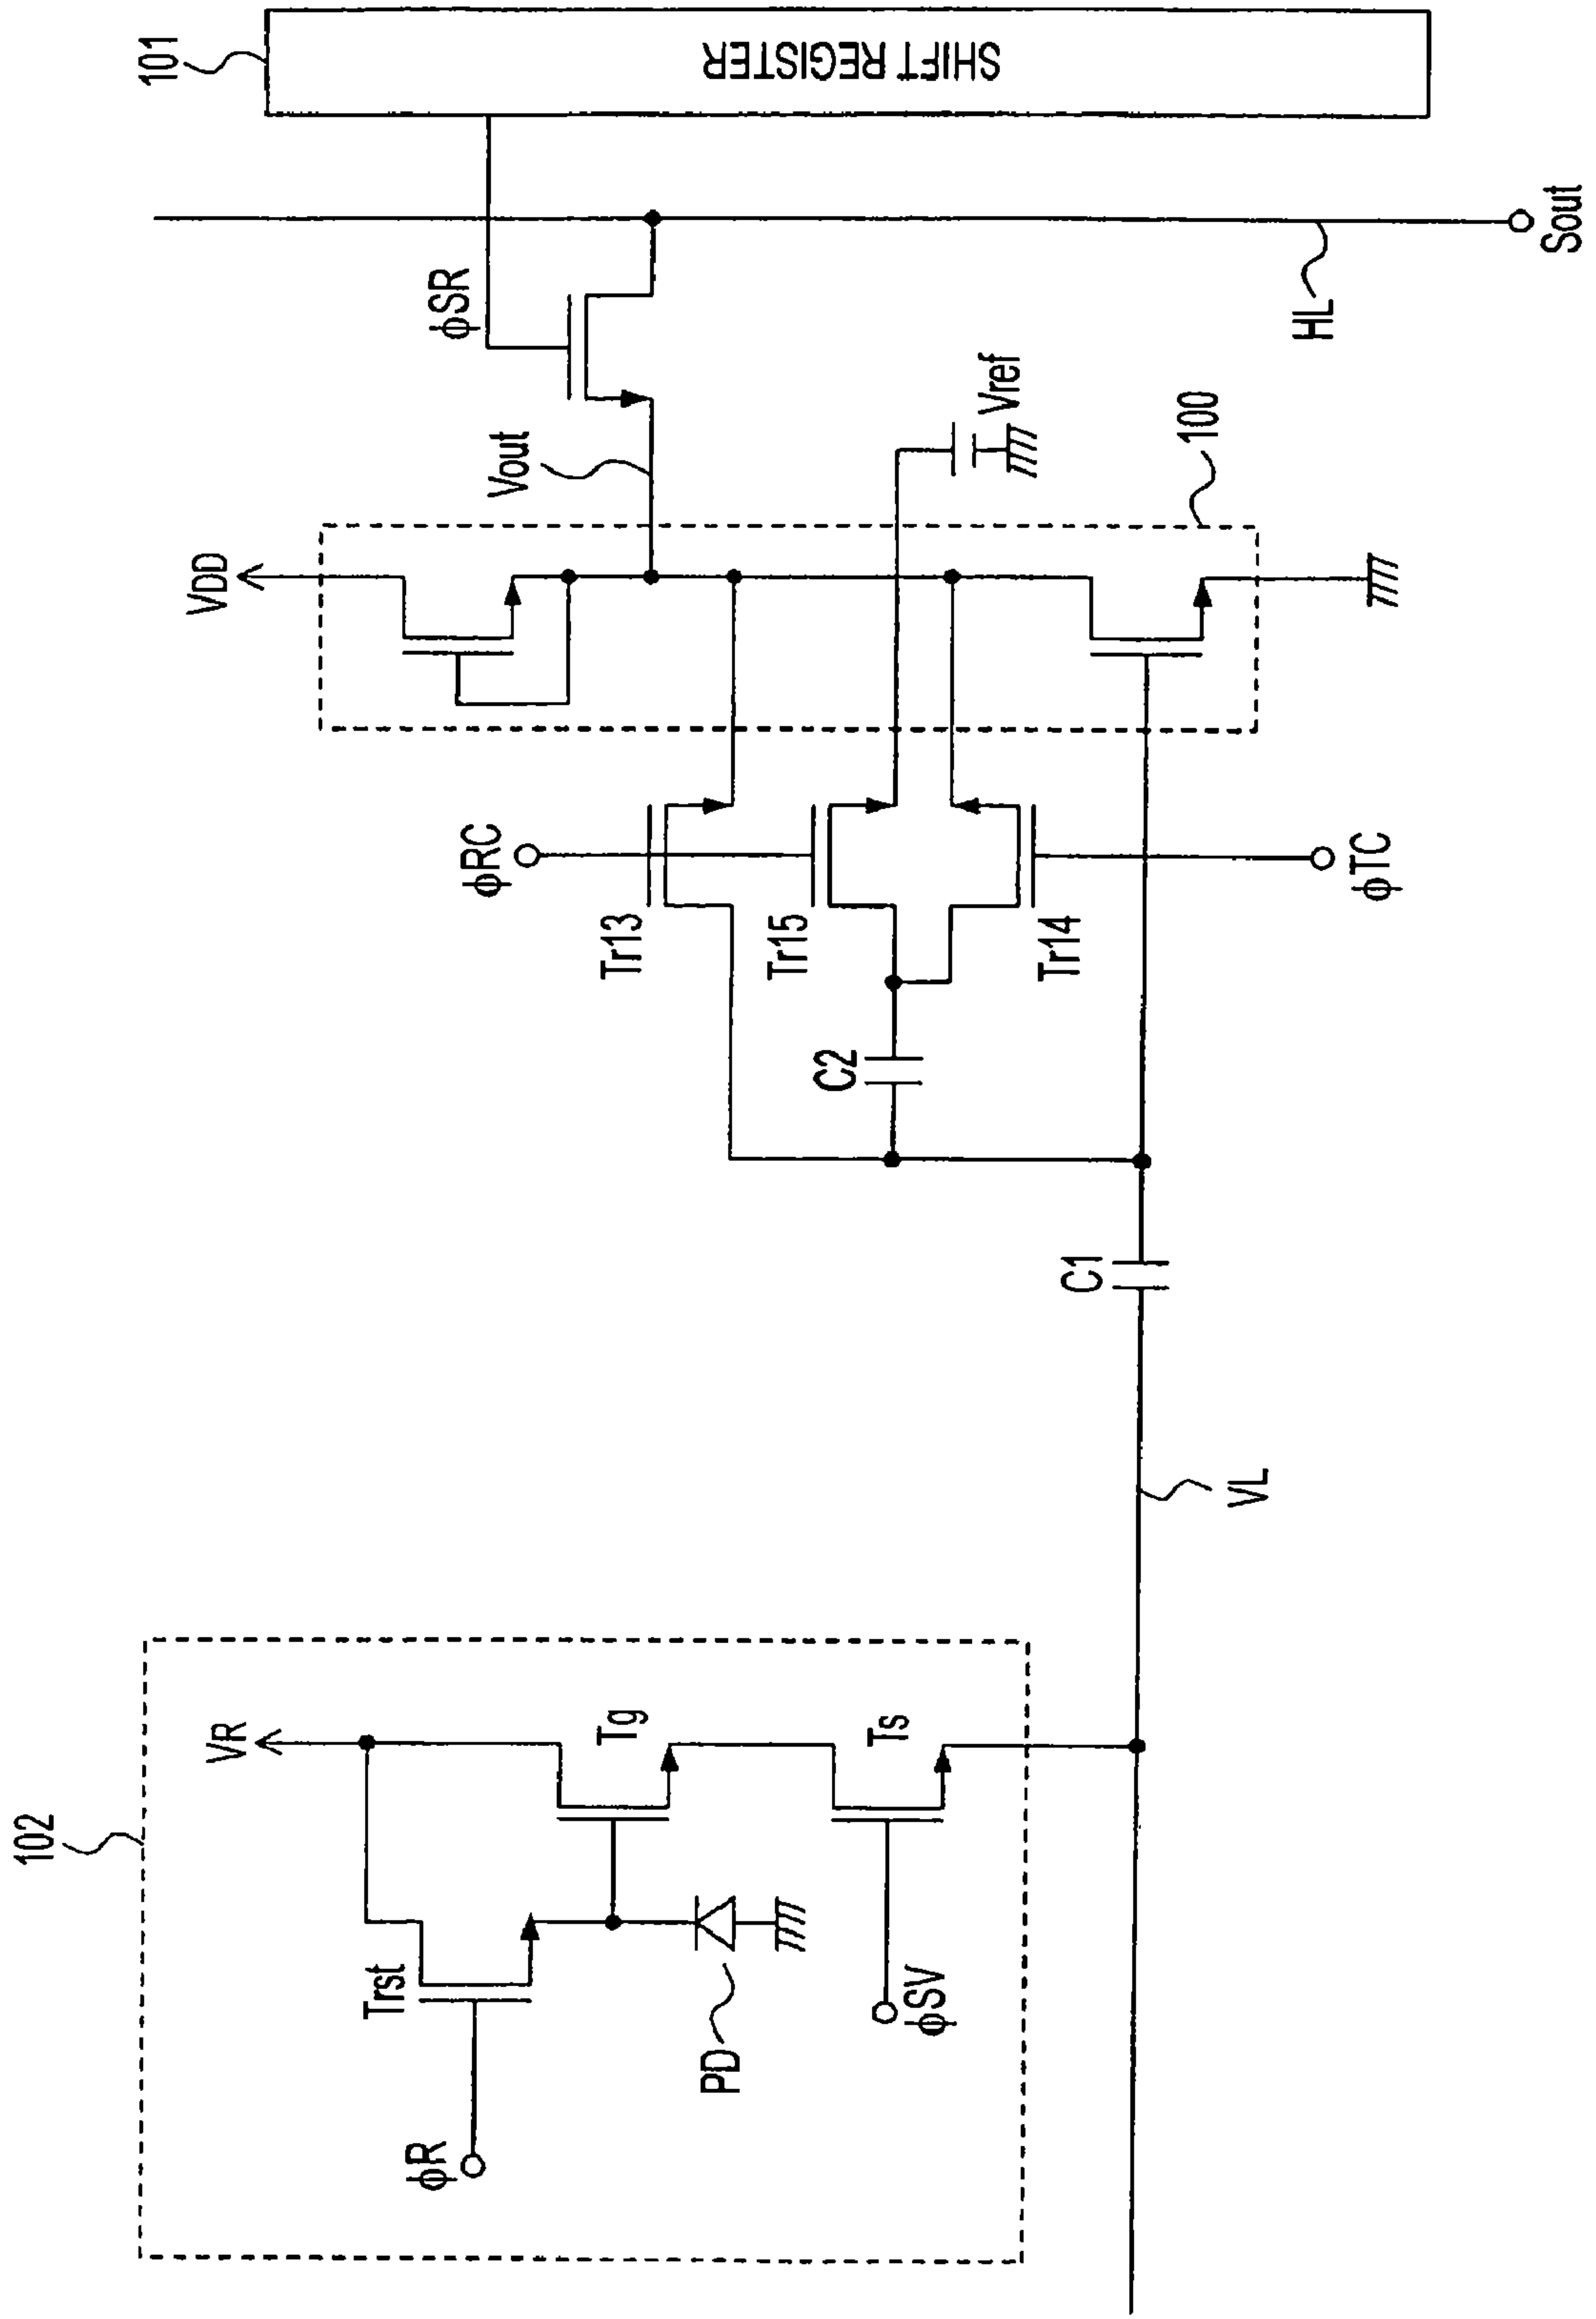 101
SHIFT REGISTER
ϕSR
Sout
HL
Vout
Vref
100
VDD
ϕRC
Tr13
Tr15
Tr14
ϕTC
C2
C1
VL
102
VR
Tg
Ts
Trst
ϕR
PD
ϕSV